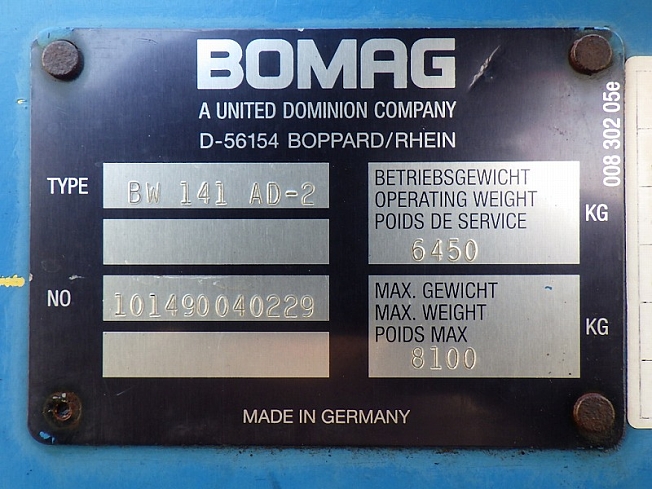 BOMAG
A UNITED DOMINION COMPANY
D-56154 BOPPARD/RHEIN
008 302 05e
TYPE BW 141 AD-2
BETRIEBSGEWICHT
OPERATING WEIGHT
POIDS DE SERVICE
6450 KG
NO 101490040229
MAX. GEWICHT
MAX. WEIGHT
POIDS MAX
8100 KG
MADE IN GERMANY